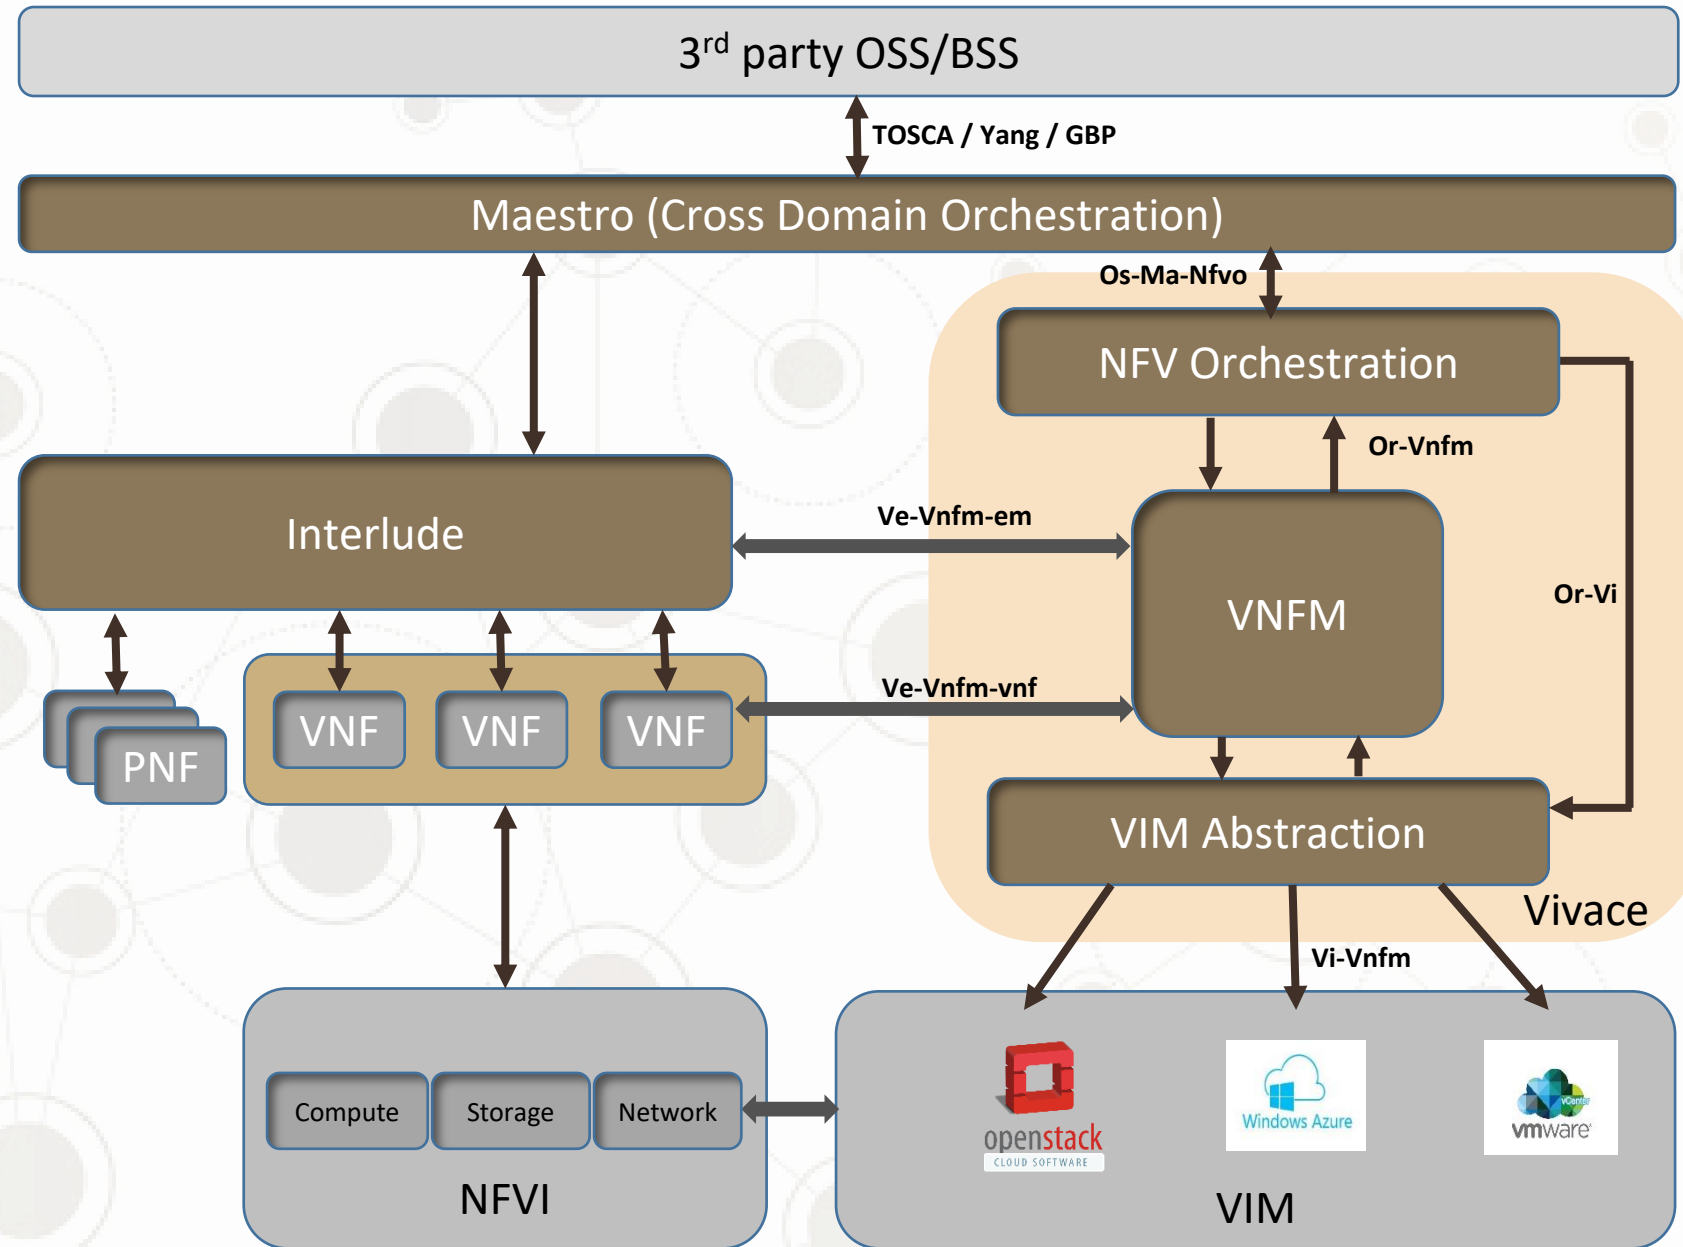 3rd party OSS/BSS
TOSCA / Yang / GBP
Maestro (Cross Domain Orchestration)
Os-Ma-Nfvo
NFV Orchestration
Or-Vnfm
Interlude
Ve-Vnfm-em
VNFM
Or-Vi
Ve-Vnfm-vnf
VNF
VNF
VNF
PNF
VIM Abstraction
Vivace
Vi-Vnfm
openstack
CLOUD SOFTWARE
Windows Azure
vCenter
vmware
Compute
Storage
Network
NFVI
VIM